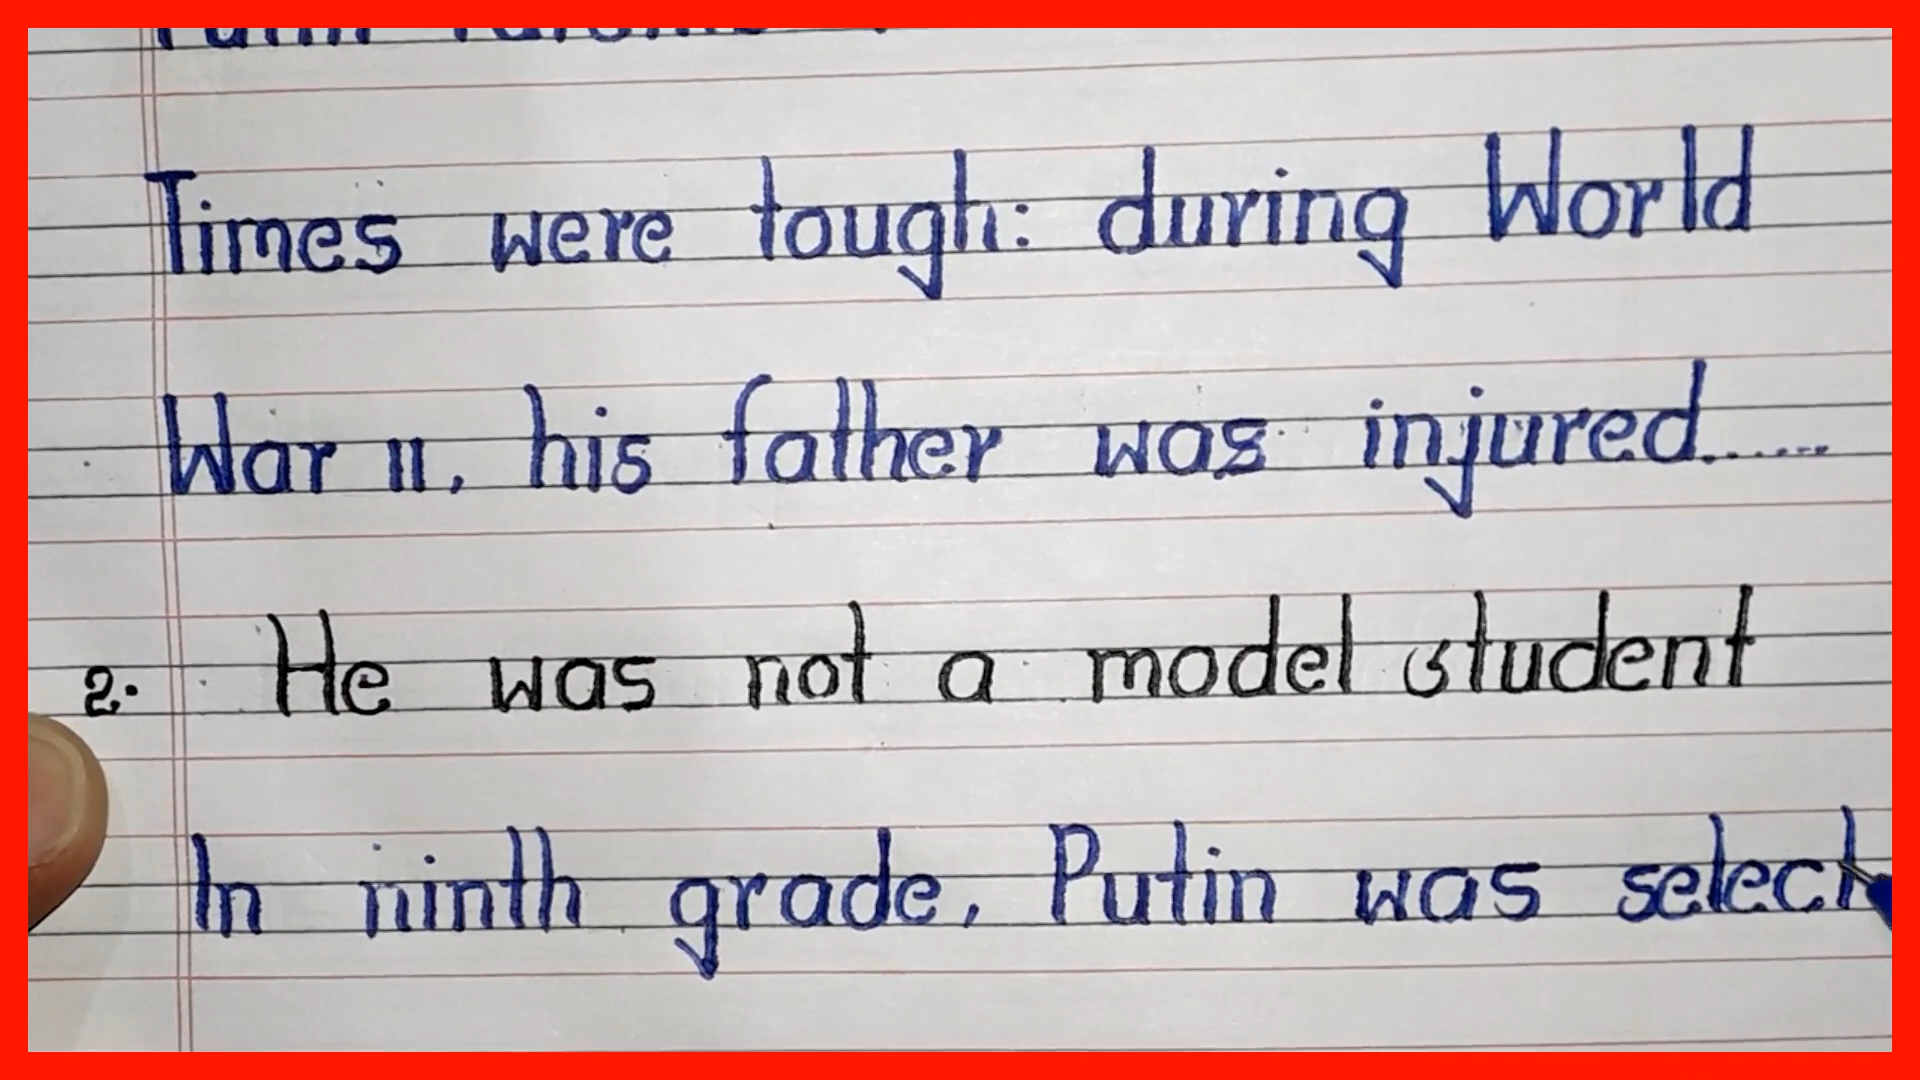 Times were tough: during World
War II, his father was injured......
2. He was not a model student
In ninth grade, Putin was select